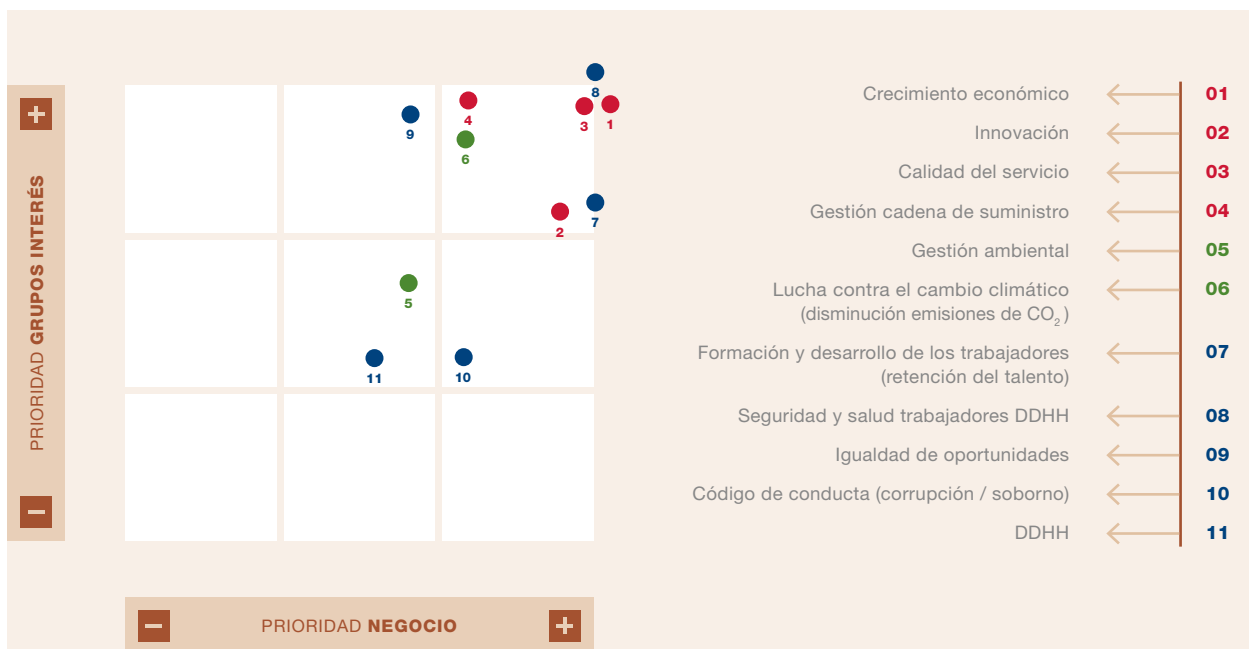 +
PRIORIDAD GRUPOS INTERÉS
−
8
4
3
1
9
6
2
7
5
11
10
− PRIORIDAD NEGOCIO +
Crecimiento económico 01
Innovación 02
Calidad del servicio 03
Gestión cadena de suministro 04
Gestión ambiental 05
Lucha contra el cambio climático 06
(disminución emisiones de CO₂)
Formación y desarrollo de los trabajadores 07
(retención del talento)
Seguridad y salud trabajadores DDHH 08
Igualdad de oportunidades 09
Código de conducta (corrupción / soborno) 10
DDHH 11